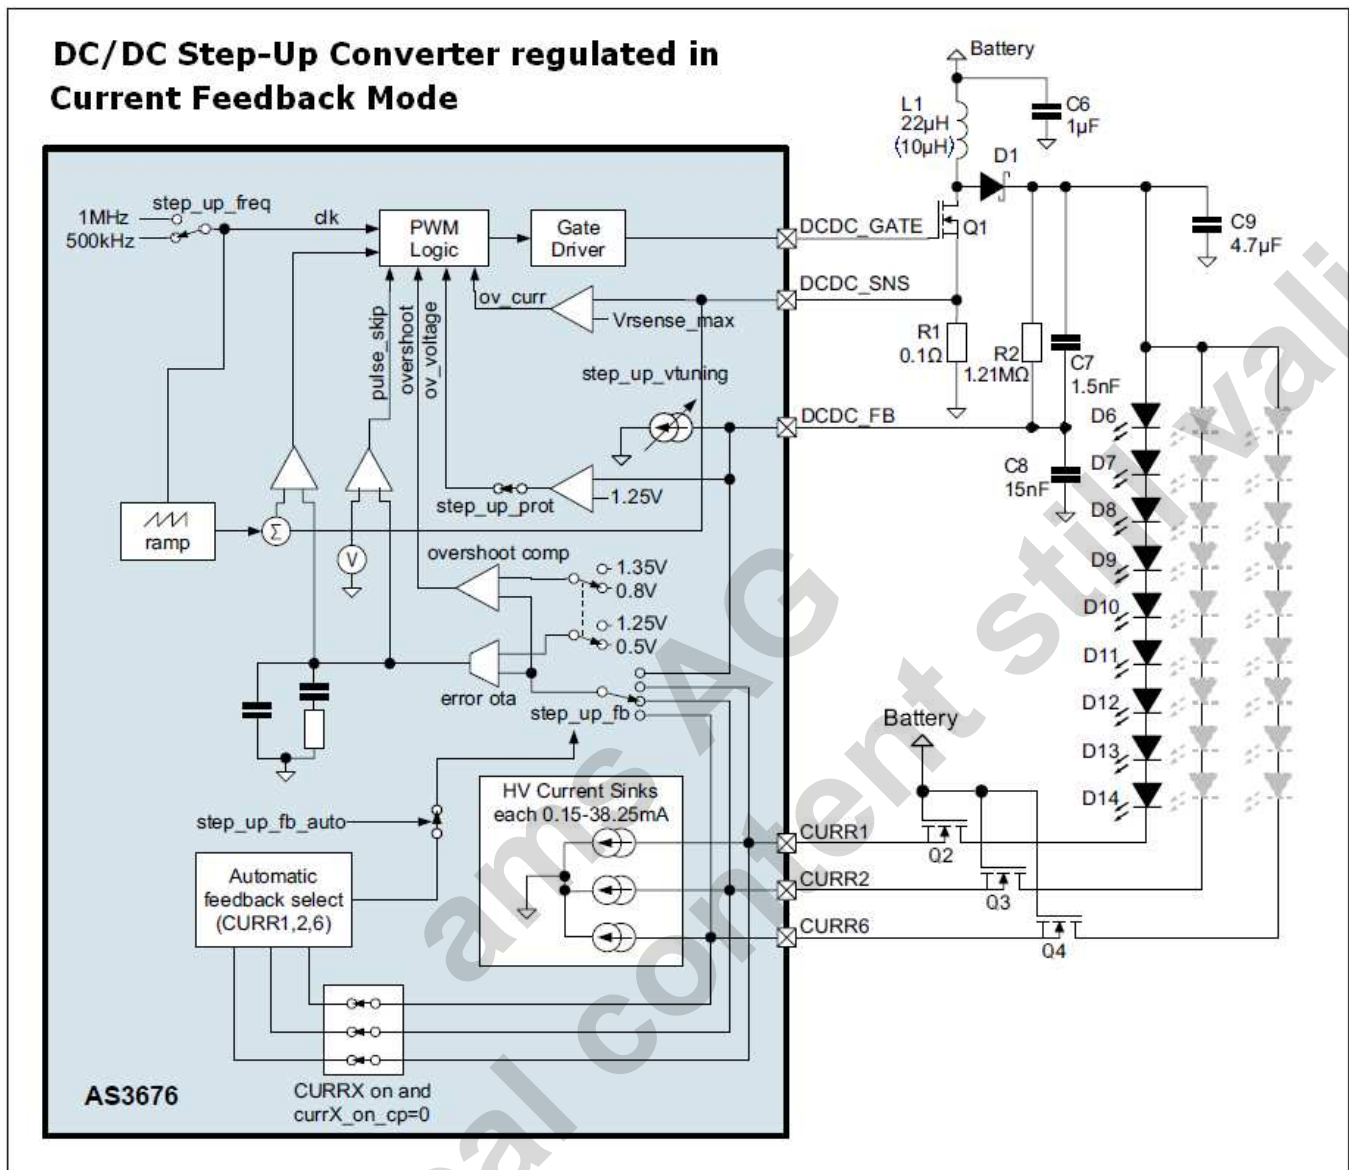 DC/DC Step-Up Converter regulated in
Current Feedback Mode
Battery
L1
22µH
(10µH)
C6
1µF
D1
step_up_freq
1MHz
500kHz
clk
PWM
Logic
Gate
Driver
DCDC_GATE
Q1
C9
4.7µF
DCDC_SNS
ov_curr
Vrsense_max
pulse_skip
overshoot
ov_voltage
R1
0.1Ω
R2
1.21MΩ
C7
1.5nF
step_up_vtuning
DCDC_FB
D6
D7
C8
15nF
1.25V
step_up_prot
D8
ramp
Σ
V
overshoot comp
1.35V
0.8V
D9
D10
1.25V
0.5V
D11
error ota
step_up_fb
D12
Battery
D13
HV Current Sinks
each 0.15-38.25mA
D14
step_up_fb_auto
CURR1
Q2
Automatic
feedback select
(CURR1,2,6)
CURR2
Q3
CURR6
Q4
CURRX on and
currX_on_cp=0
AS3676
ams AG
al content still vali